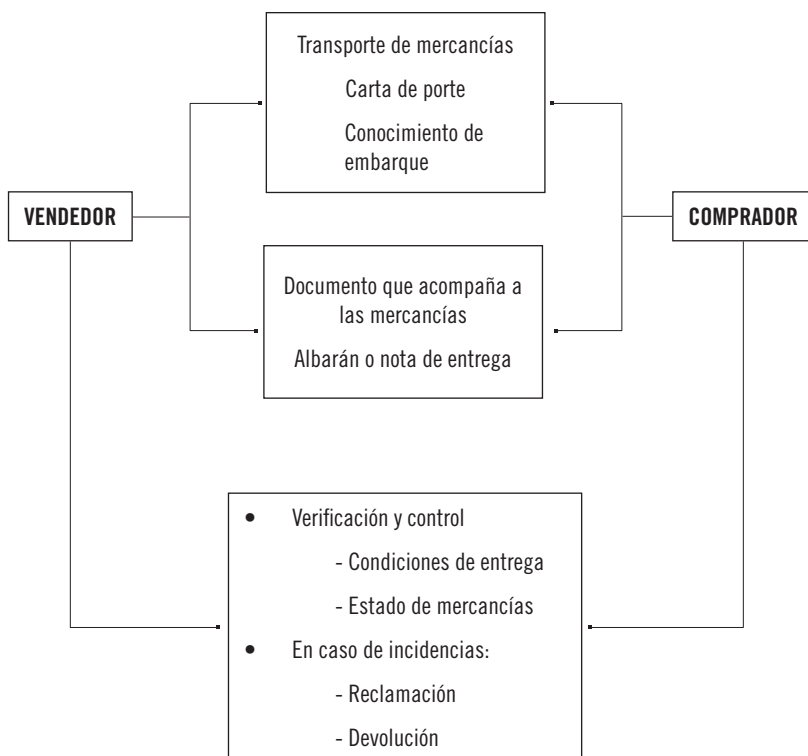 Transporte de mercancías
Carta de porte
Conocimiento de
embarque
VENDEDOR
COMPRADOR
Documento que acompaña a
las mercancías
Albarán o nota de entrega
• Verificación y control
- Condiciones de entrega
- Estado de mercancías
• En caso de incidencias:
- Reclamación
- Devolución